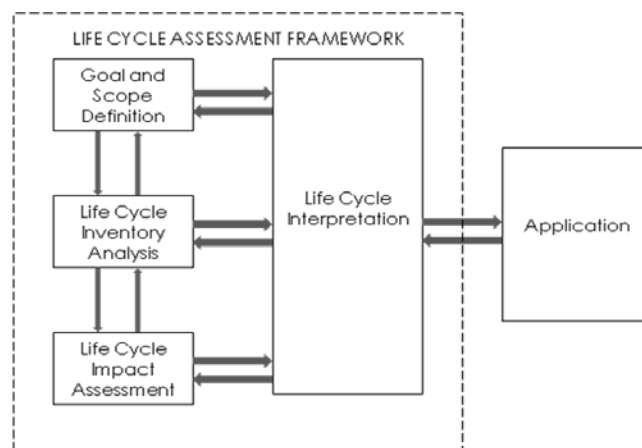 LIFE CYCLE ASSESSMENT FRAMEWORK
Goal and
Scope
Definition
Life Cycle
Inventory
Analysis
Life Cycle
Impact
Assessment
Life Cycle
Interpretation
Application